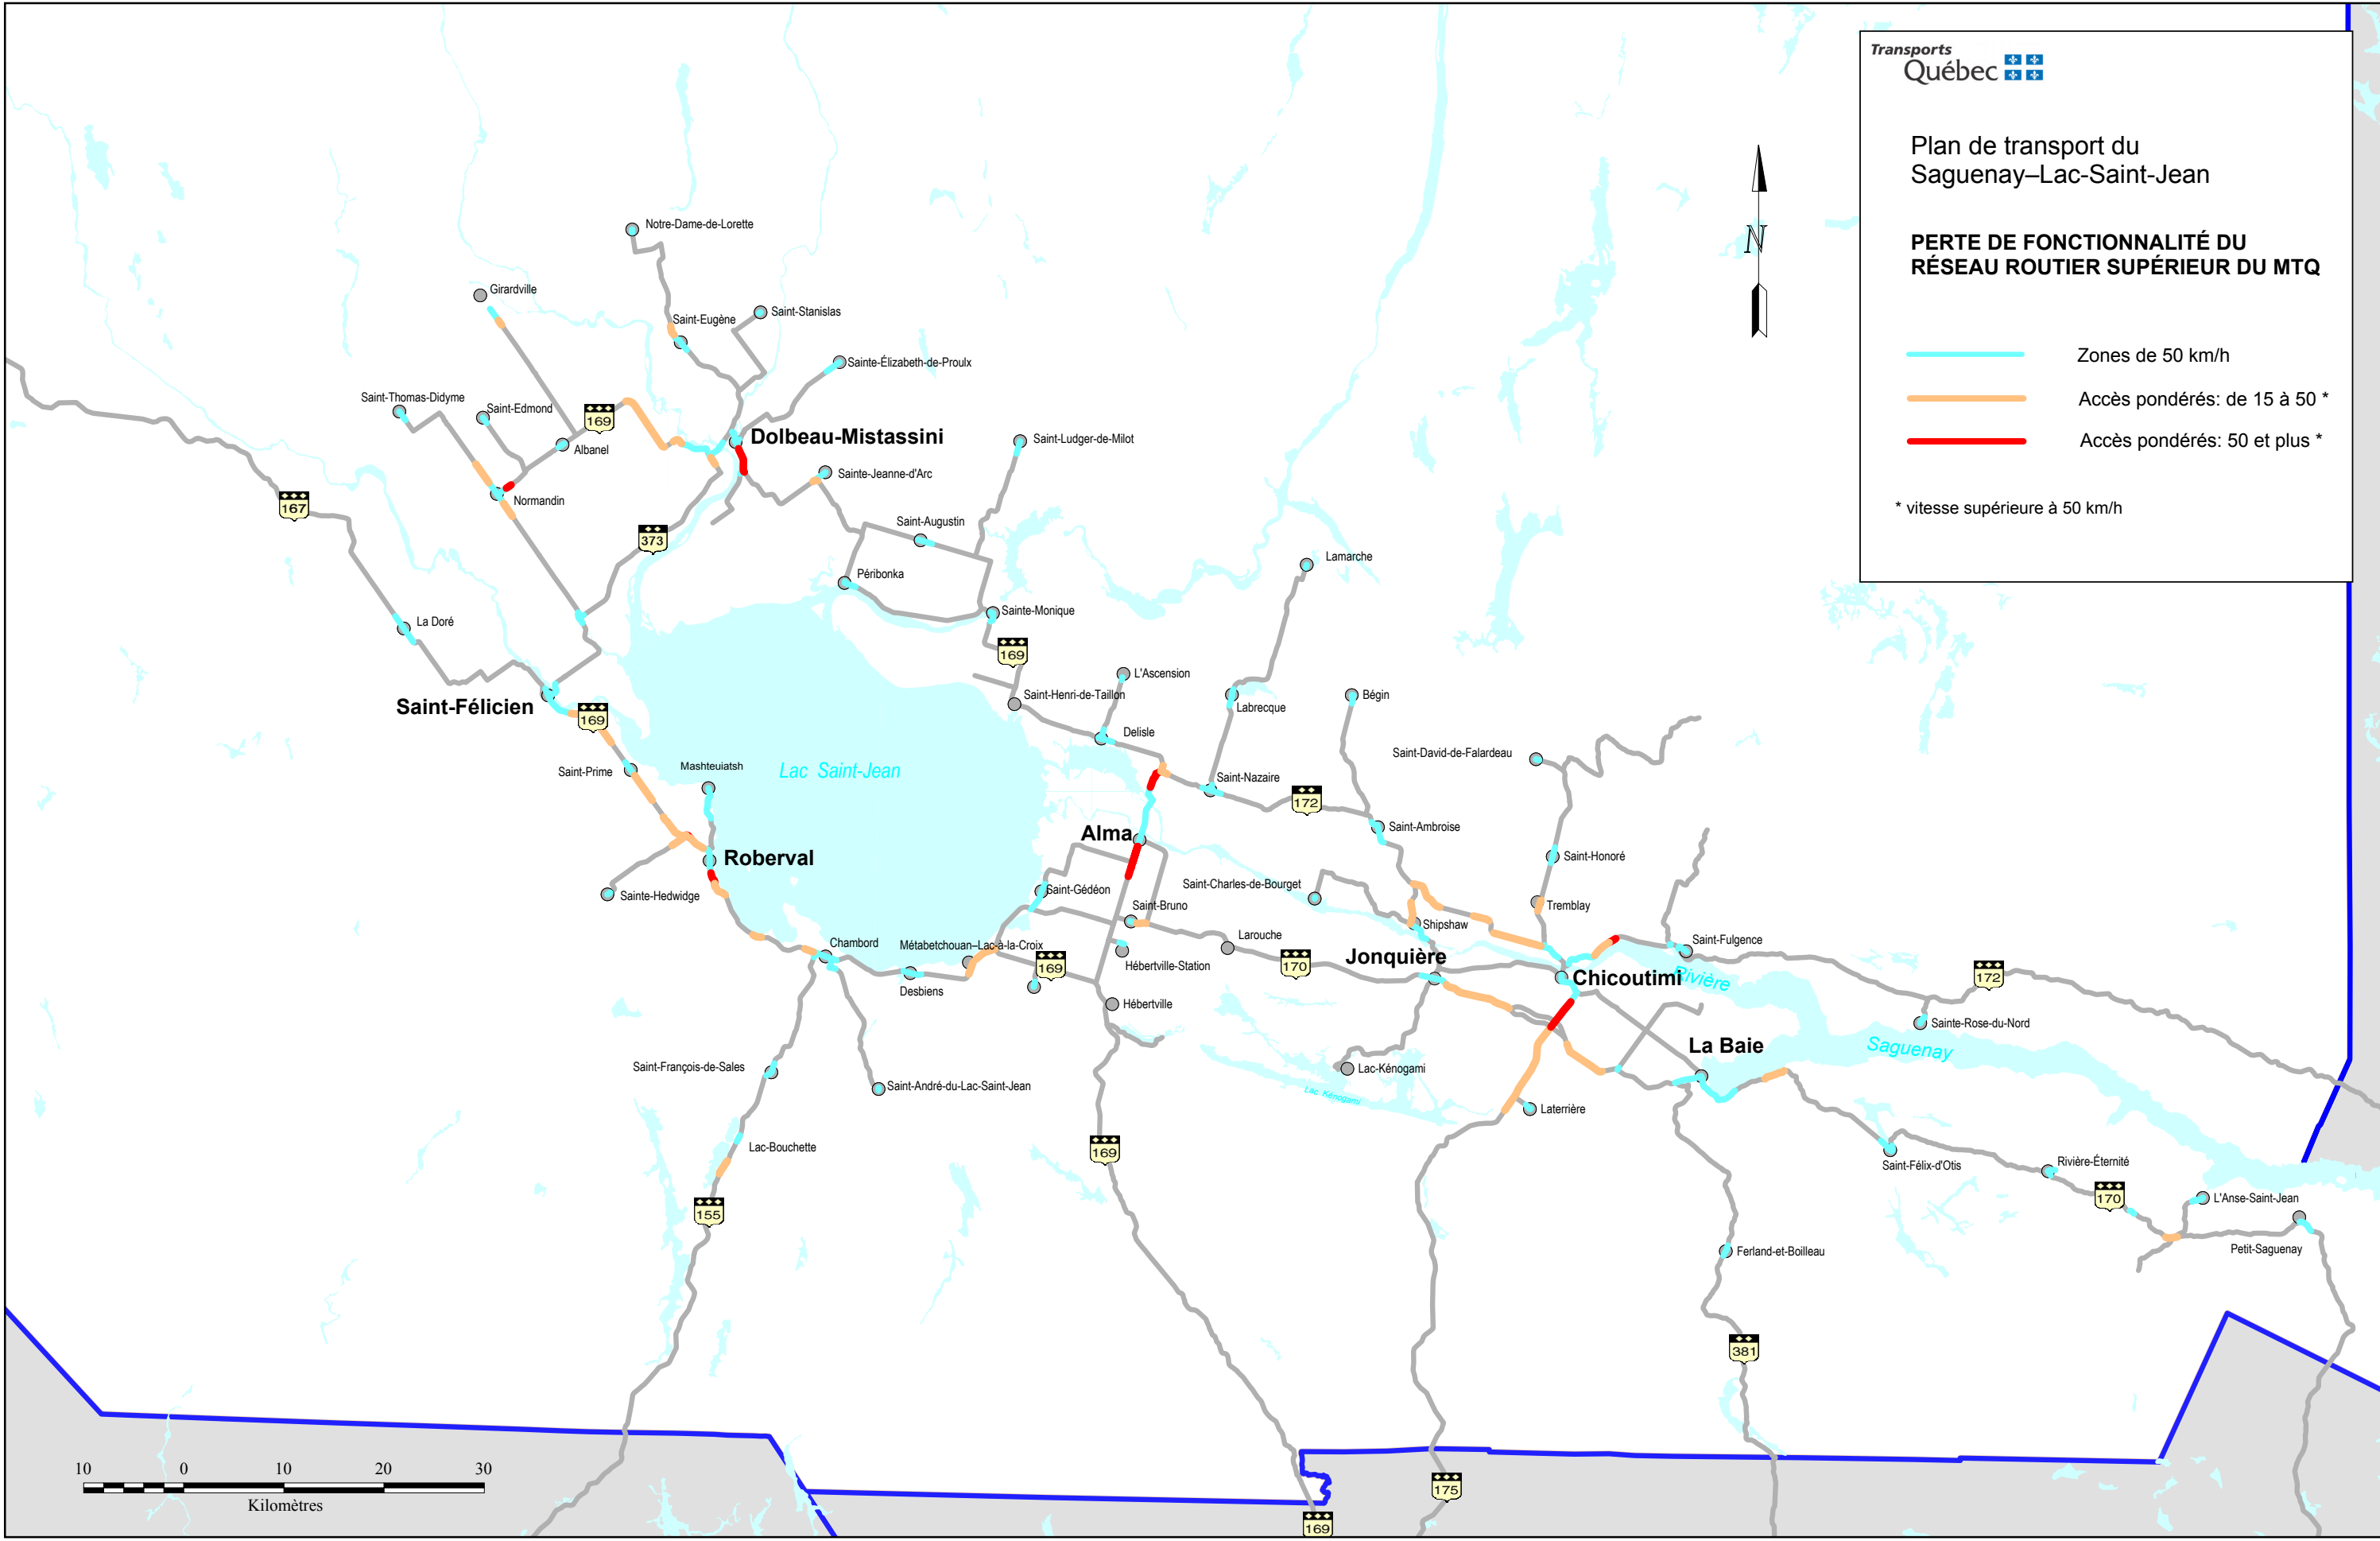 Transports
Québec
Plan de transport du
Saguenay–Lac-Saint-Jean
PERTE DE FONCTIONNALITÉ DU
RÉSEAU ROUTIER SUPÉRIEUR DU MTQ
Zones de 50 km/h
Accès pondérés: de 15 à 50 *
Accès pondérés: 50 et plus *
* vitesse supérieure à 50 km/h
N
Notre-Dame-de-Lorette
Girardville
Saint-Eugène
Saint-Stanislas
Sainte-Élizabeth-de-Proulx
Saint-Thomas-Didyme
Saint-Edmond
169
Albanel
Dolbeau-Mistassini
Saint-Ludger-de-Milot
Sainte-Jeanne-d'Arc
Normandin
167
373
Saint-Augustin
Lamarche
Péribonka
Sainte-Monique
La Doré
169
L'Ascension
Saint-Henri-de-Taillon
Labrecque
Bégin
Saint-Félicien
169
Delisle
Saint-David-de-Falardeau
Saint-Prime
Mashteuiatsh
Lac Saint-Jean
Saint-Nazaire
172
Alma
Saint-Ambroise
Roberval
Saint-Honoré
Sainte-Hedwidge
Saint-Gédéon
Saint-Charles-de-Bourget
Saint-Bruno
Tremblay
Shipshaw
Chambord
Métabetchouan–Lac-à-la-Croix
Larouche
Saint-Fulgence
169
Hébertville-Station
170
Jonquière
Chicoutimi
Rivière
172
Desbiens
Hébertville
Sainte-Rose-du-Nord
La Baie
Saguenay
Saint-François-de-Sales
Saint-André-du-Lac-Saint-Jean
Lac-Kénogami
Lac Kénogami
Laterrière
Lac-Bouchette
169
Saint-Félix-d'Otis
Rivière-Éternité
170
L'Anse-Saint-Jean
155
Petit-Saguenay
Ferland-et-Boilleau
381
10 0 10 20 30
Kilomètres
175
169